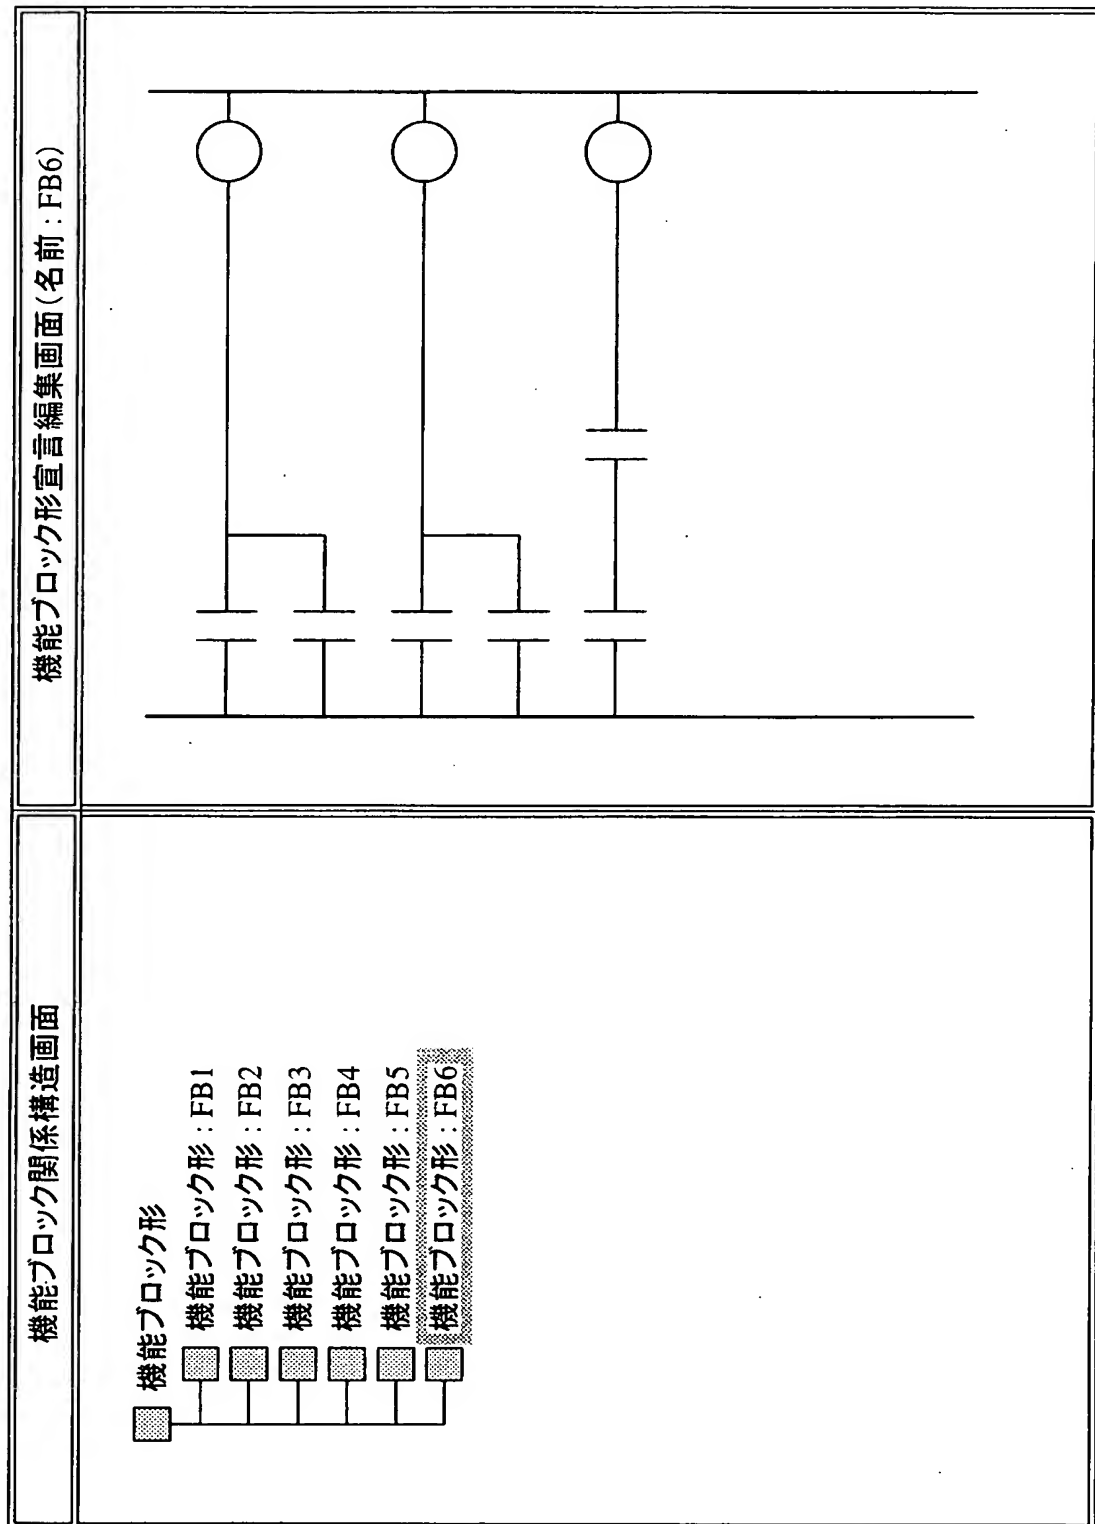 機能ブロック関係構造画面
機能ブロック形
機能ブロック形:FB1
機能ブロック形:FB2
機能ブロック形:FB3
機能ブロック形:FB4
機能ブロック形:FB5
機能ブロック形:FB6
機能ブロック形宣言編集画面(名前:FB6)